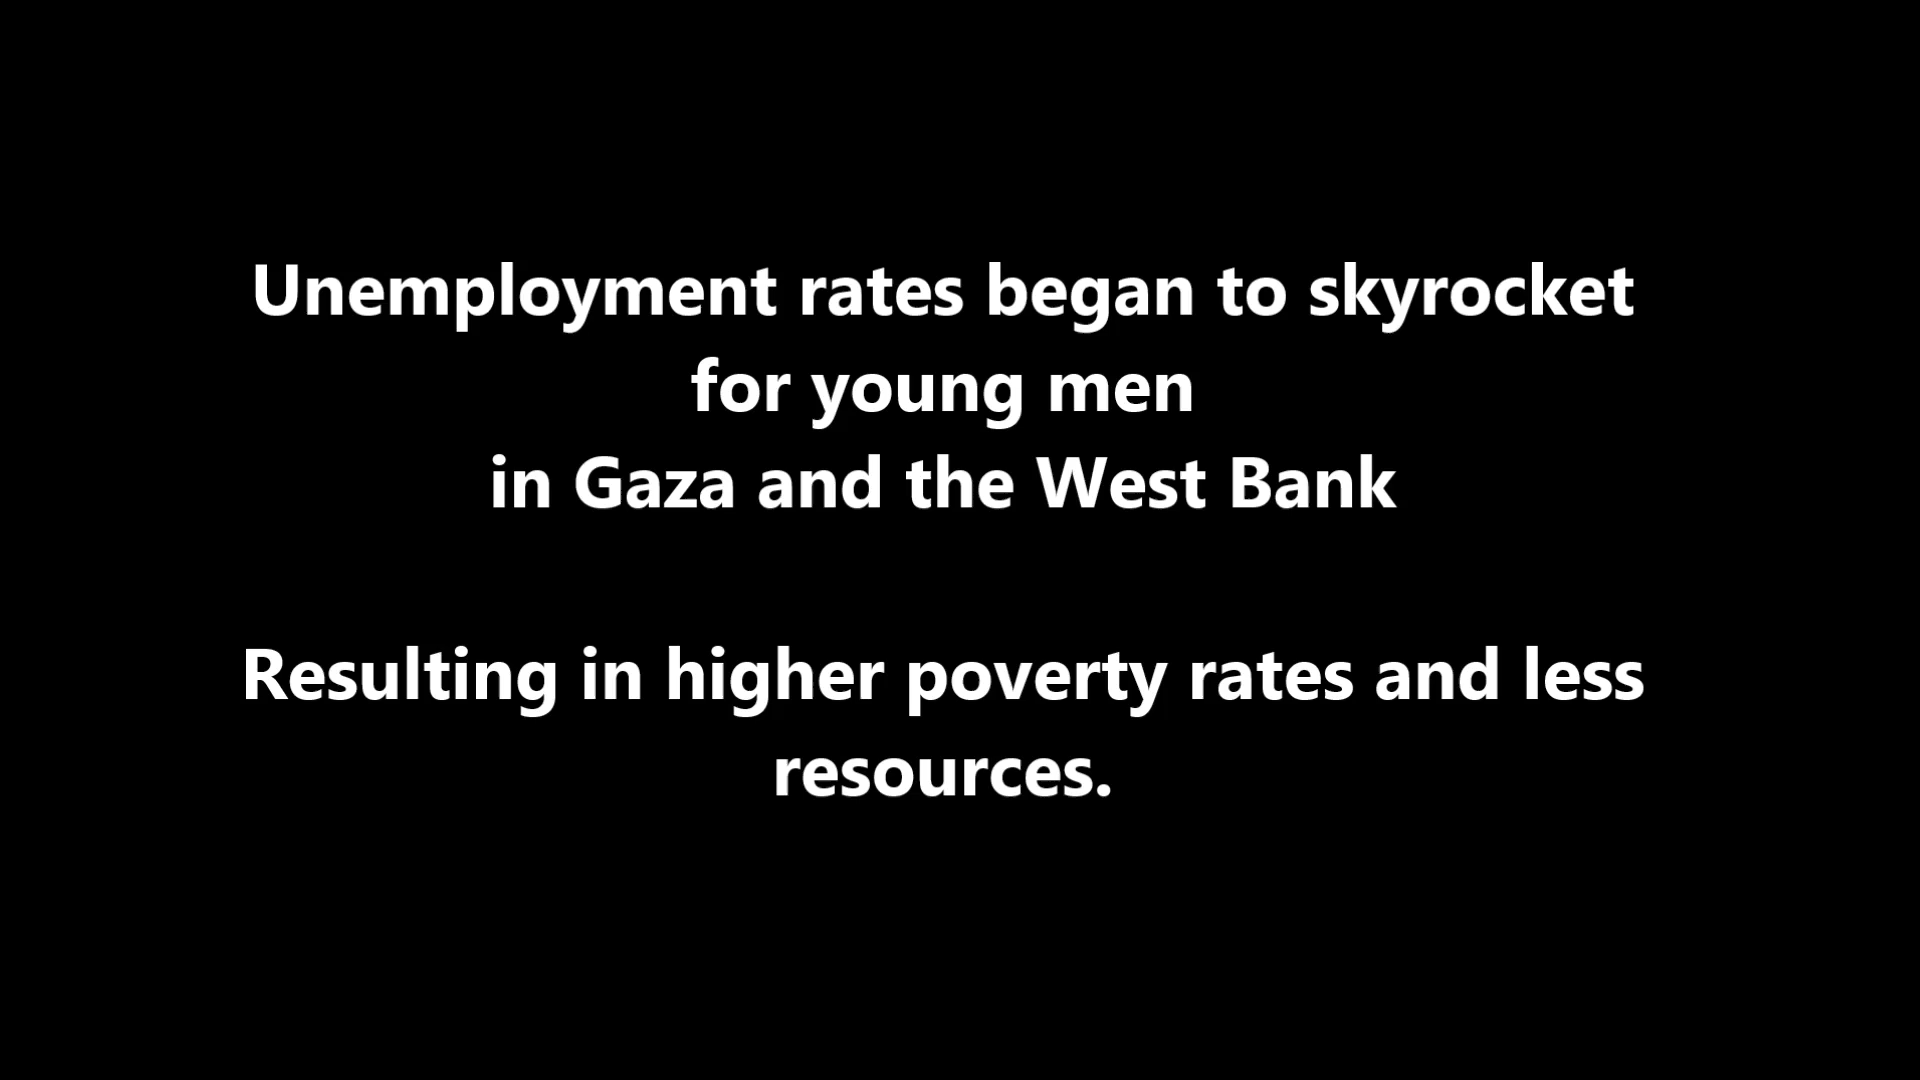 Unemployment rates began to skyrocket
for young men
in Gaza and the West Bank
Resulting in higher poverty rates and less
resources.